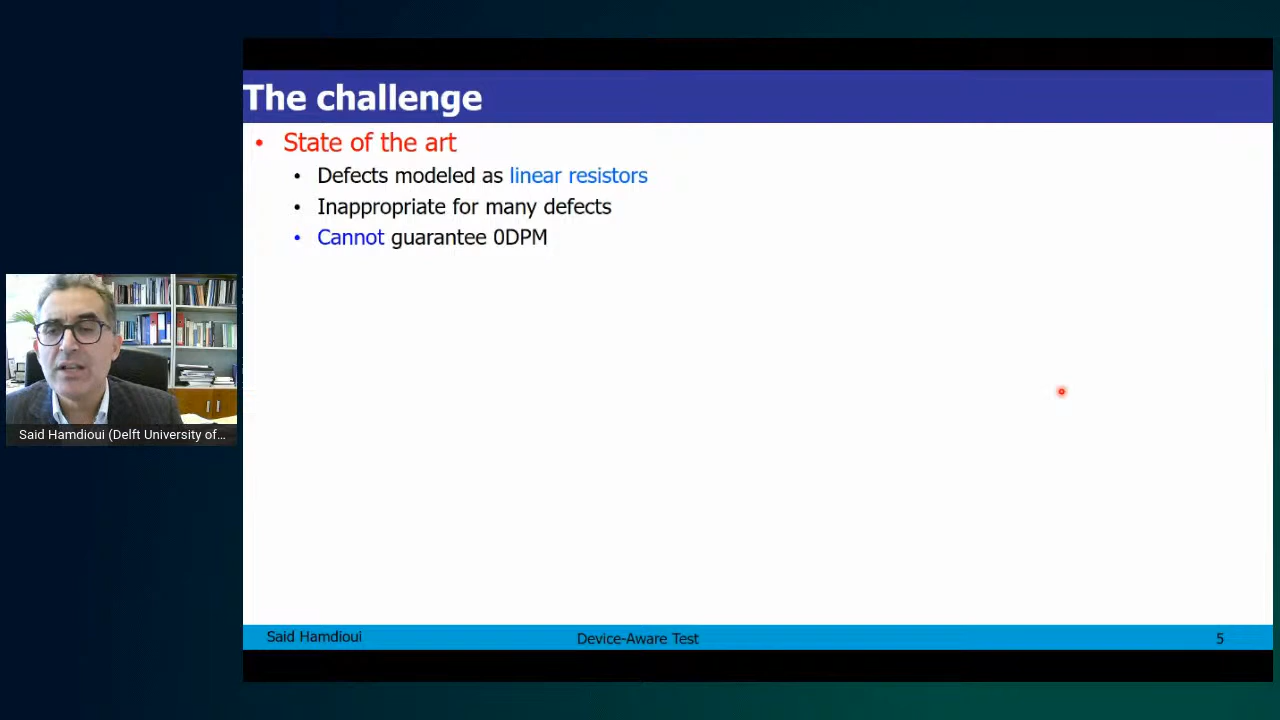 The challenge
• State of the art
• Defects modeled as linear resistors
• Inappropriate for many defects
• Cannot guarantee 0DPM
Said Hamdioui (Delft University of...
Said Hamdioui
Device-Aware Test
5